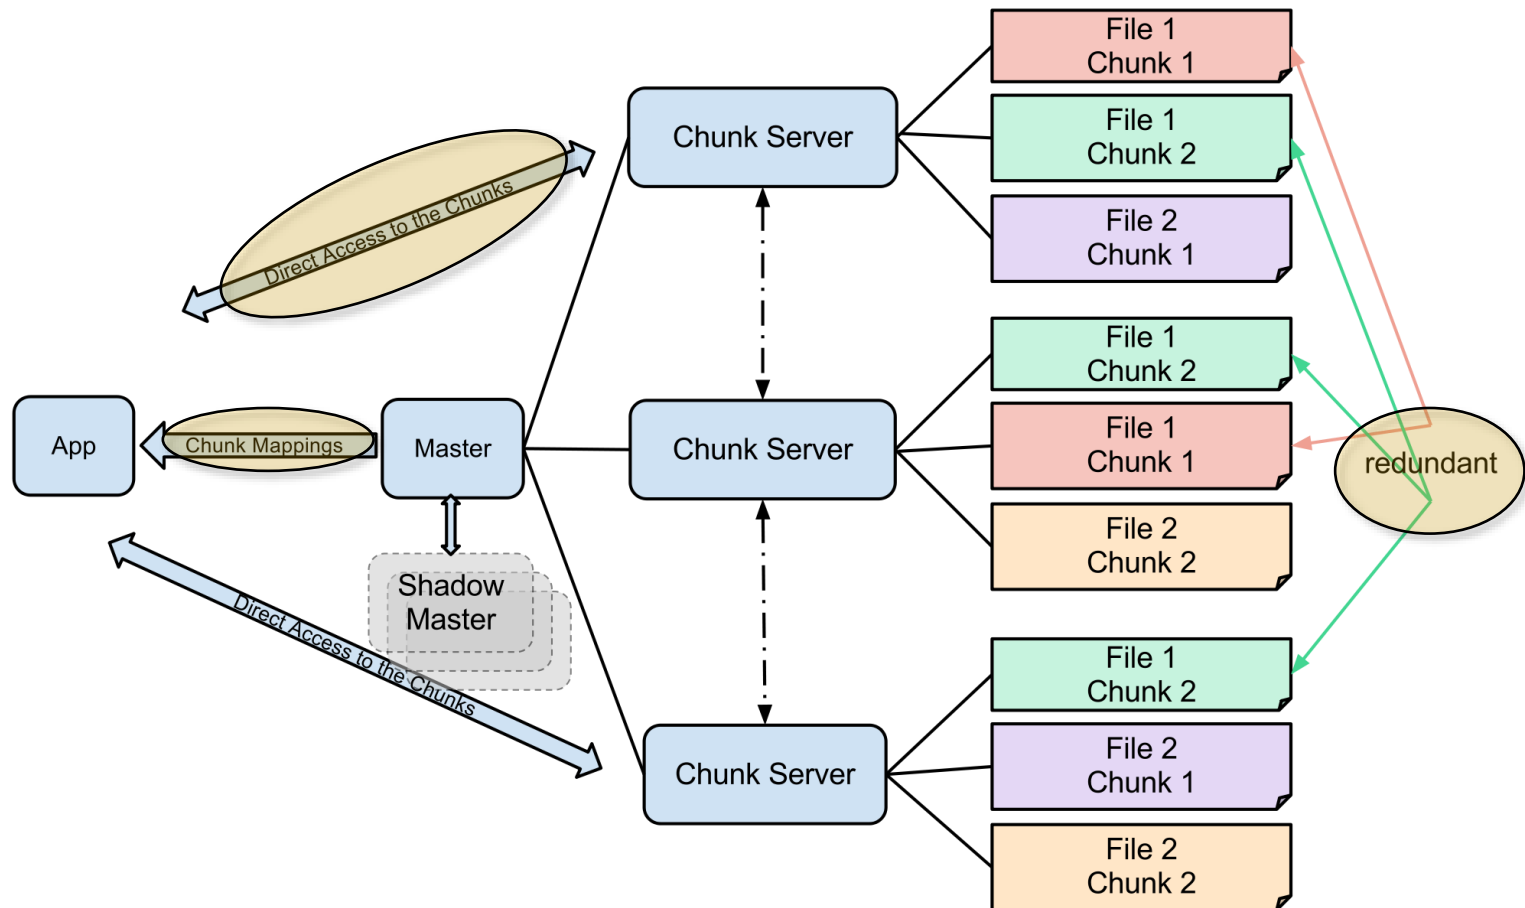 File 1
Chunk 1
File 1
Chunk 2
File 2
Chunk 1
Chunk Server
Direct Access to the Chunks
File 1
Chunk 2
File 1
Chunk 1
File 2
Chunk 2
App
Chunk Mappings
Master
Chunk Server
redundant
Shadow
Master
Direct Access to the Chunks
File 1
Chunk 2
File 2
Chunk 1
File 2
Chunk 2
Chunk Server